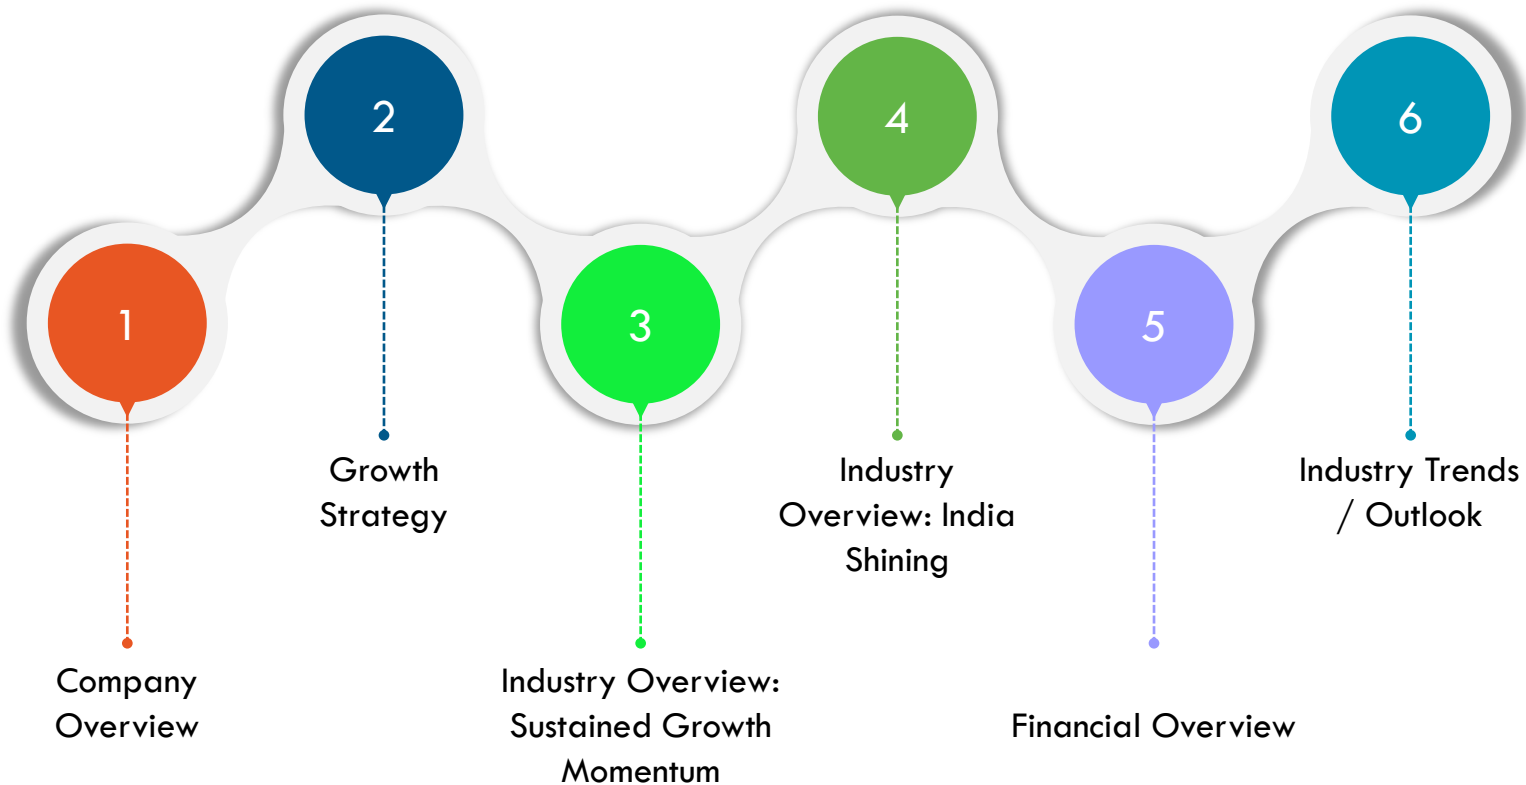 1
Company
Overview
2
Growth
Strategy
3
Industry Overview:
Sustained Growth
Momentum
4
Industry
Overview: India
Shining
5
Financial Overview
6
Industry Trends
/ Outlook